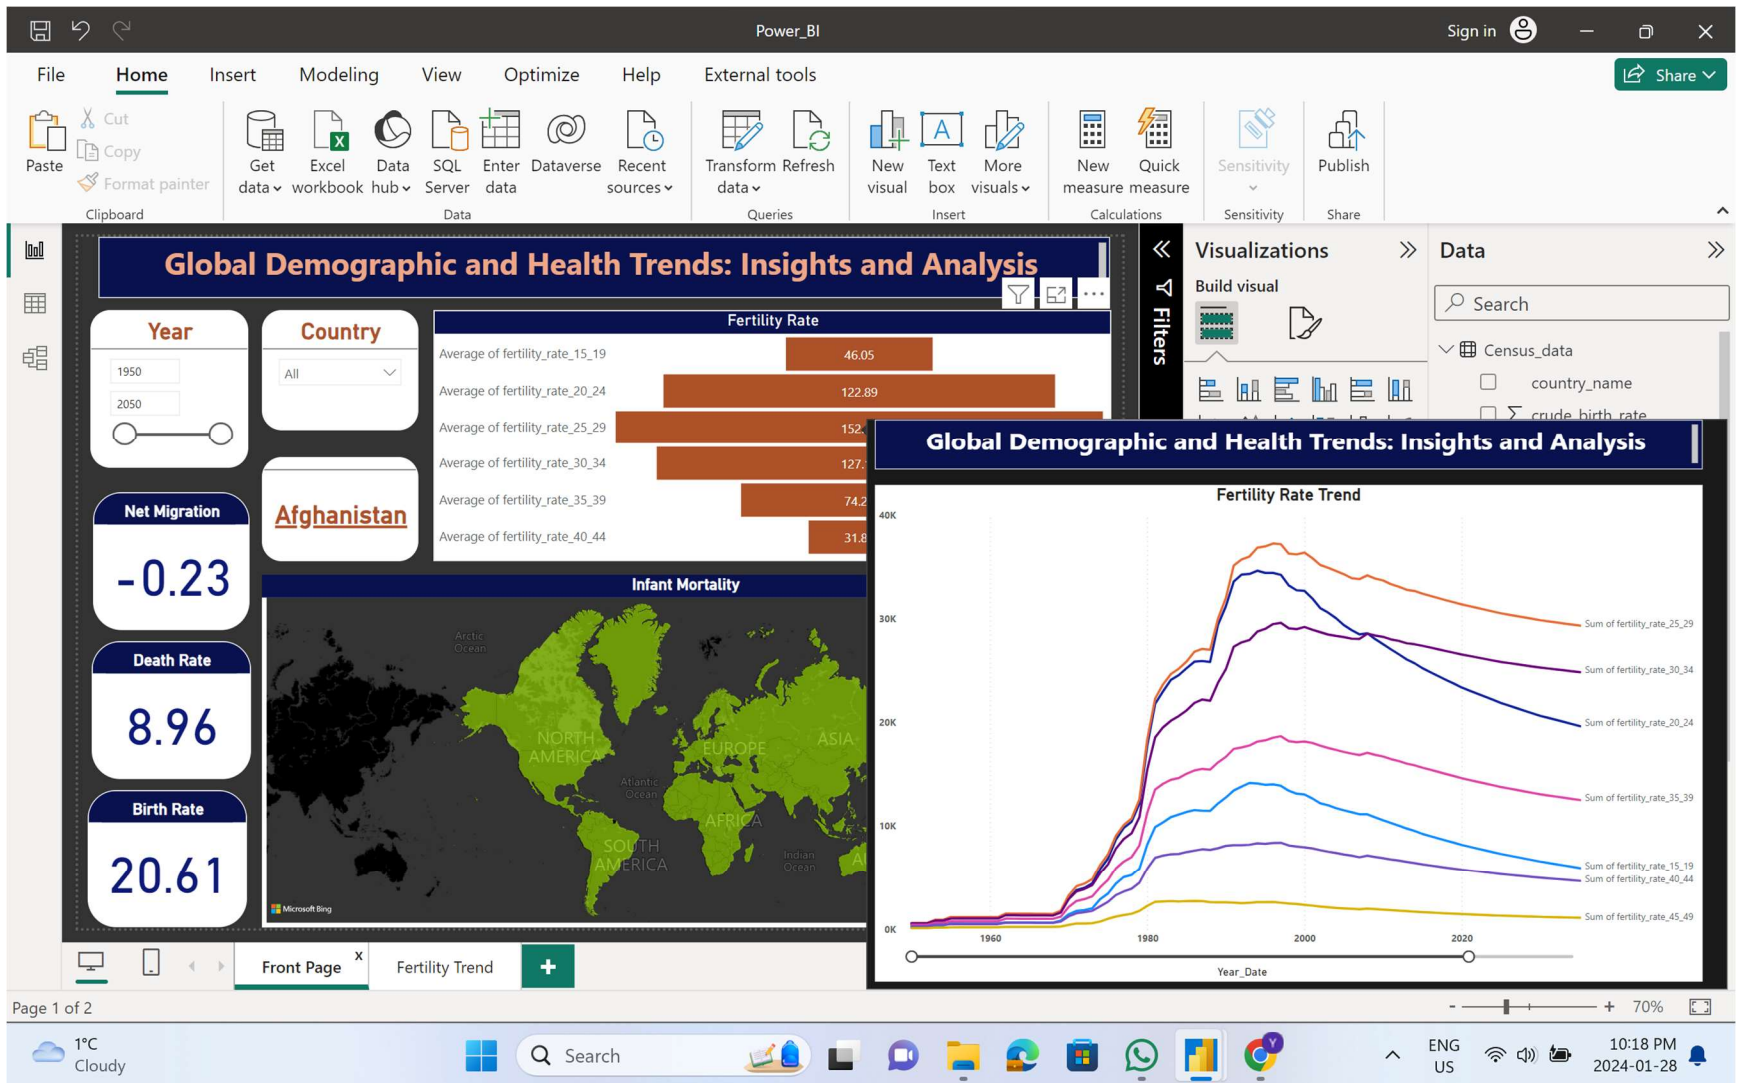 Power_BI
Sign in
File Home Insert Modeling View Optimize Help External tools
Share
Paste
Cut
Copy
Format painter
Clipboard
Get data
Excel workbook
Data hub
SQL Server
Enter data
Dataverse
Recent sources
Data
Transform data
Refresh
Queries
New visual
Text box
More visuals
Insert
New measure
Quick measure
Calculations
Sensitivity
Sensitivity
Publish
Share
Global Demographic and Health Trends: Insights and Analysis
Year
1950
2050
Country
All
Afghanistan
Net Migration
-0.23
Death Rate
8.96
Birth Rate
20.61
Fertility Rate
Average of fertility_rate_15_19
46.05
Average of fertility_rate_20_24
122.89
Average of fertility_rate_25_29
152.
Average of fertility_rate_30_34
127.
Average of fertility_rate_35_39
74.2
Average of fertility_rate_40_44
31.8
Infant Mortality
Arctic Ocean
NORTH AMERICA
EUROPE
ASIA
Atlantic Ocean
AFRICA
SOUTH AMERICA
Indian Ocean
AU
Microsoft Bing
Filters
Visualizations
Build visual
Data
Search
Census_data
country_name
crude_birth_rate
Global Demographic and Health Trends: Insights and Analysis
Fertility Rate Trend
40K
30K
20K
10K
0K
Sum of fertility_rate_25_29
Sum of fertility_rate_30_34
Sum of fertility_rate_20_24
Sum of fertility_rate_35_39
Sum of fertility_rate_15_19
Sum of fertility_rate_40_44
Sum of fertility_rate_45_49
1960 1980 2000 2020
Year_Date
Front Page
x
Fertility Trend
+
Page 1 of 2
- + 70%
1°C
Cloudy
Search
Y
ENG
US
10:18 PM
2024-01-28